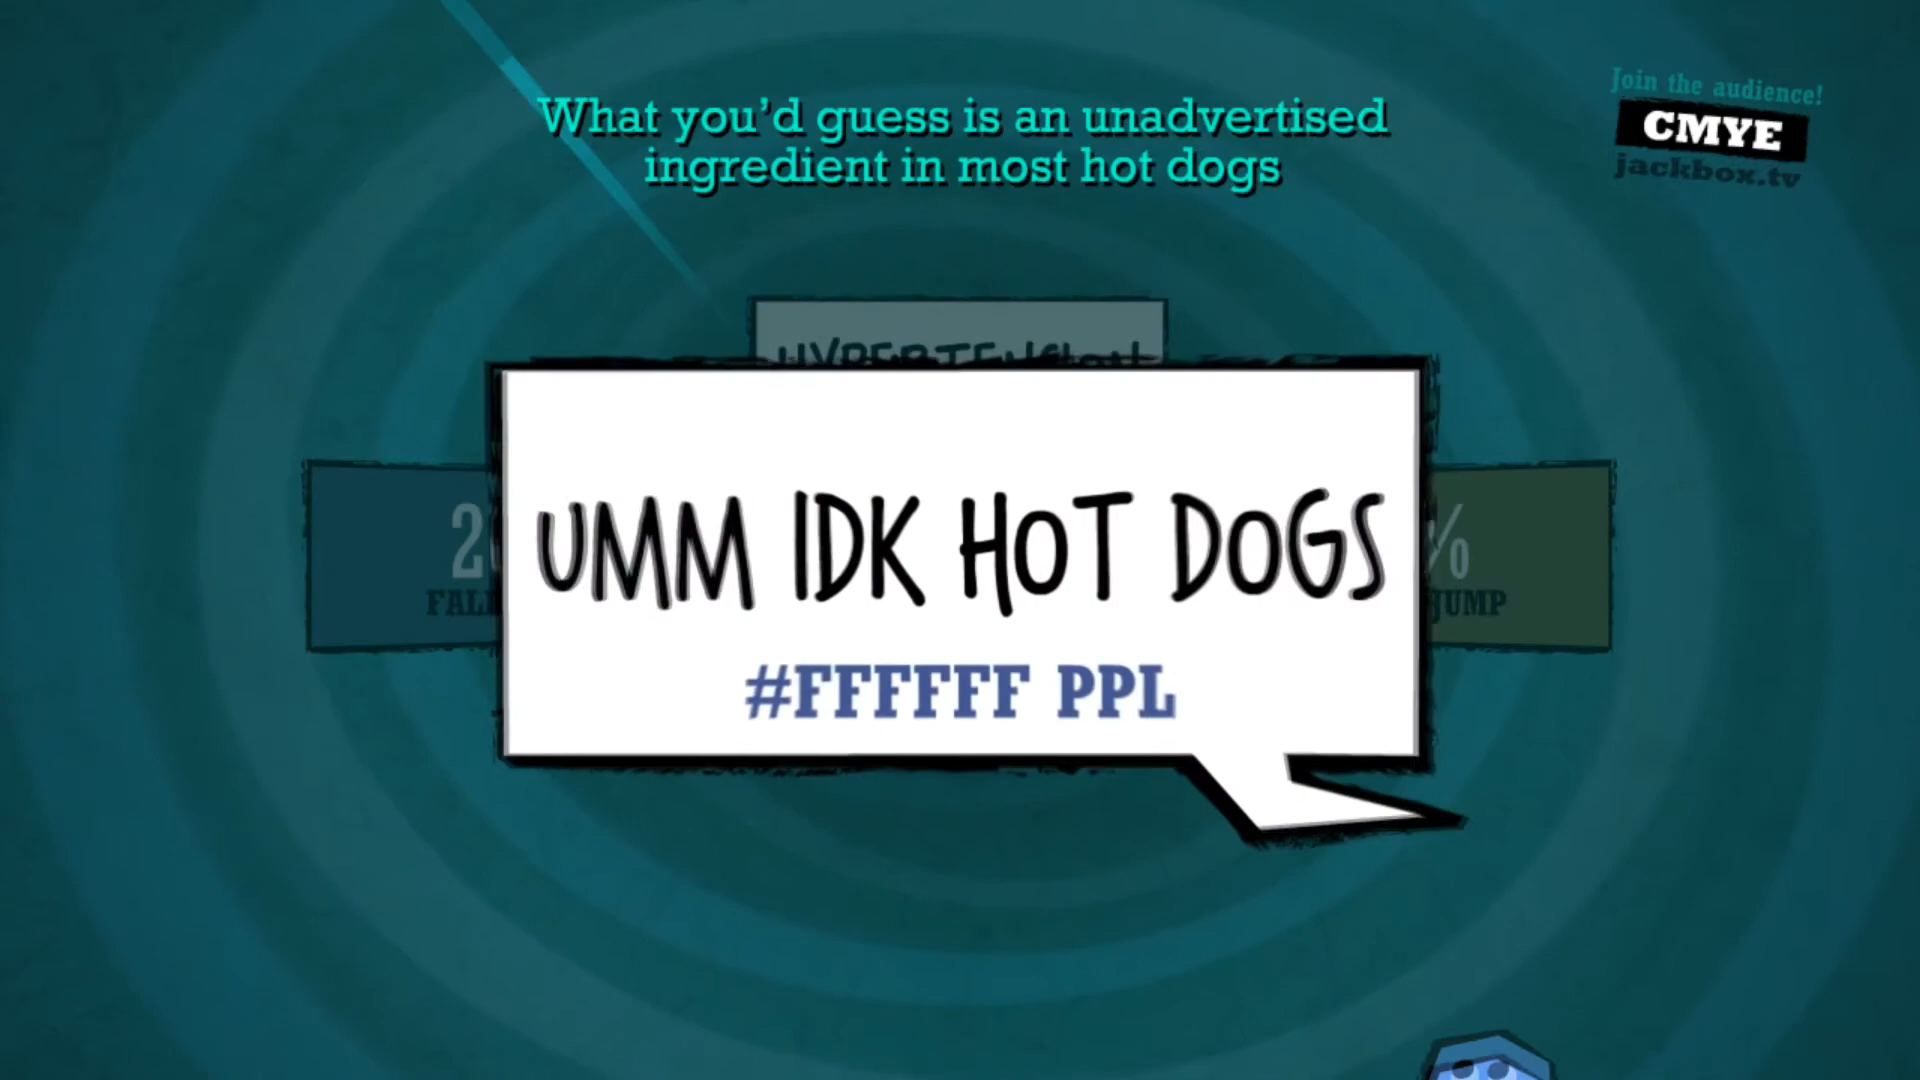 Join the audience!
CMYE
jackbox.tv
What you'd guess is an unadvertised
ingredient in most hot dogs
HYPERTENSION
UMM IDK HOT DOGS
#FFFFFF PPL
%
JUMP